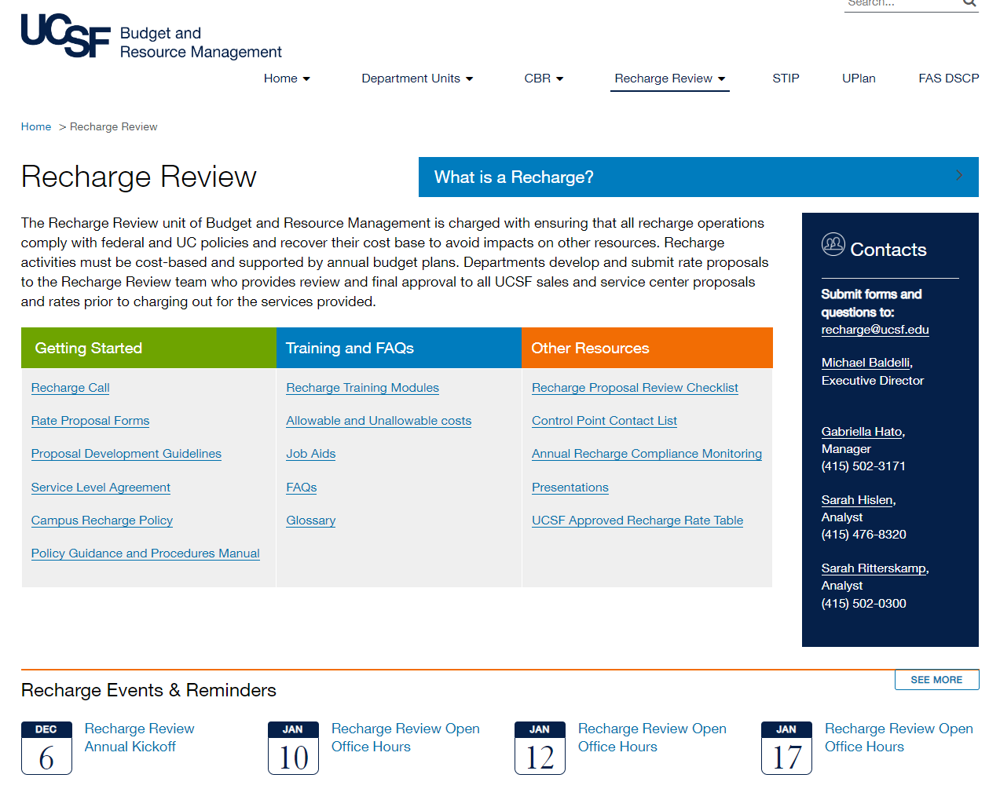 Search...
UCSF Budget and
Resource Management
Home
Department Units
CBR
Recharge Review
STIP
UPlan
FAS DSCP
Home > Recharge Review
Recharge Review
What is a Recharge?
The Recharge Review unit of Budget and Resource Management is charged with ensuring that all recharge operations
comply with federal and UC policies and recover their cost base to avoid impacts on other resources. Recharge
activities must be cost-based and supported by annual budget plans. Departments develop and submit rate proposals
to the Recharge Review team who provides review and final approval to all UCSF sales and service center proposals
and rates prior to charging out for the services provided.
Getting Started
Recharge Call
Rate Proposal Forms
Proposal Development Guidelines
Service Level Agreement
Campus Recharge Policy
Policy Guidance and Procedures Manual
Training and FAQs
Recharge Training Modules
Allowable and Unallowable costs
Job Aids
FAQs
Glossary
Other Resources
Recharge Proposal Review Checklist
Control Point Contact List
Annual Recharge Compliance Monitoring
Presentations
UCSF Approved Recharge Rate Table
Contacts
Submit forms and
questions to:
recharge@ucsf.edu
Michael Baldelli,
Executive Director
Gabriella Hato,
Manager
(415) 502-3171
Sarah Hislen,
Analyst
(415) 476-8320
Sarah Ritterskamp,
Analyst
(415) 502-0300
SEE MORE
Recharge Events & Reminders
DEC
6
Recharge Review
Annual Kickoff
JAN
10
Recharge Review Open
Office Hours
JAN
12
Recharge Review Open
Office Hours
JAN
17
Recharge Review Open
Office Hours